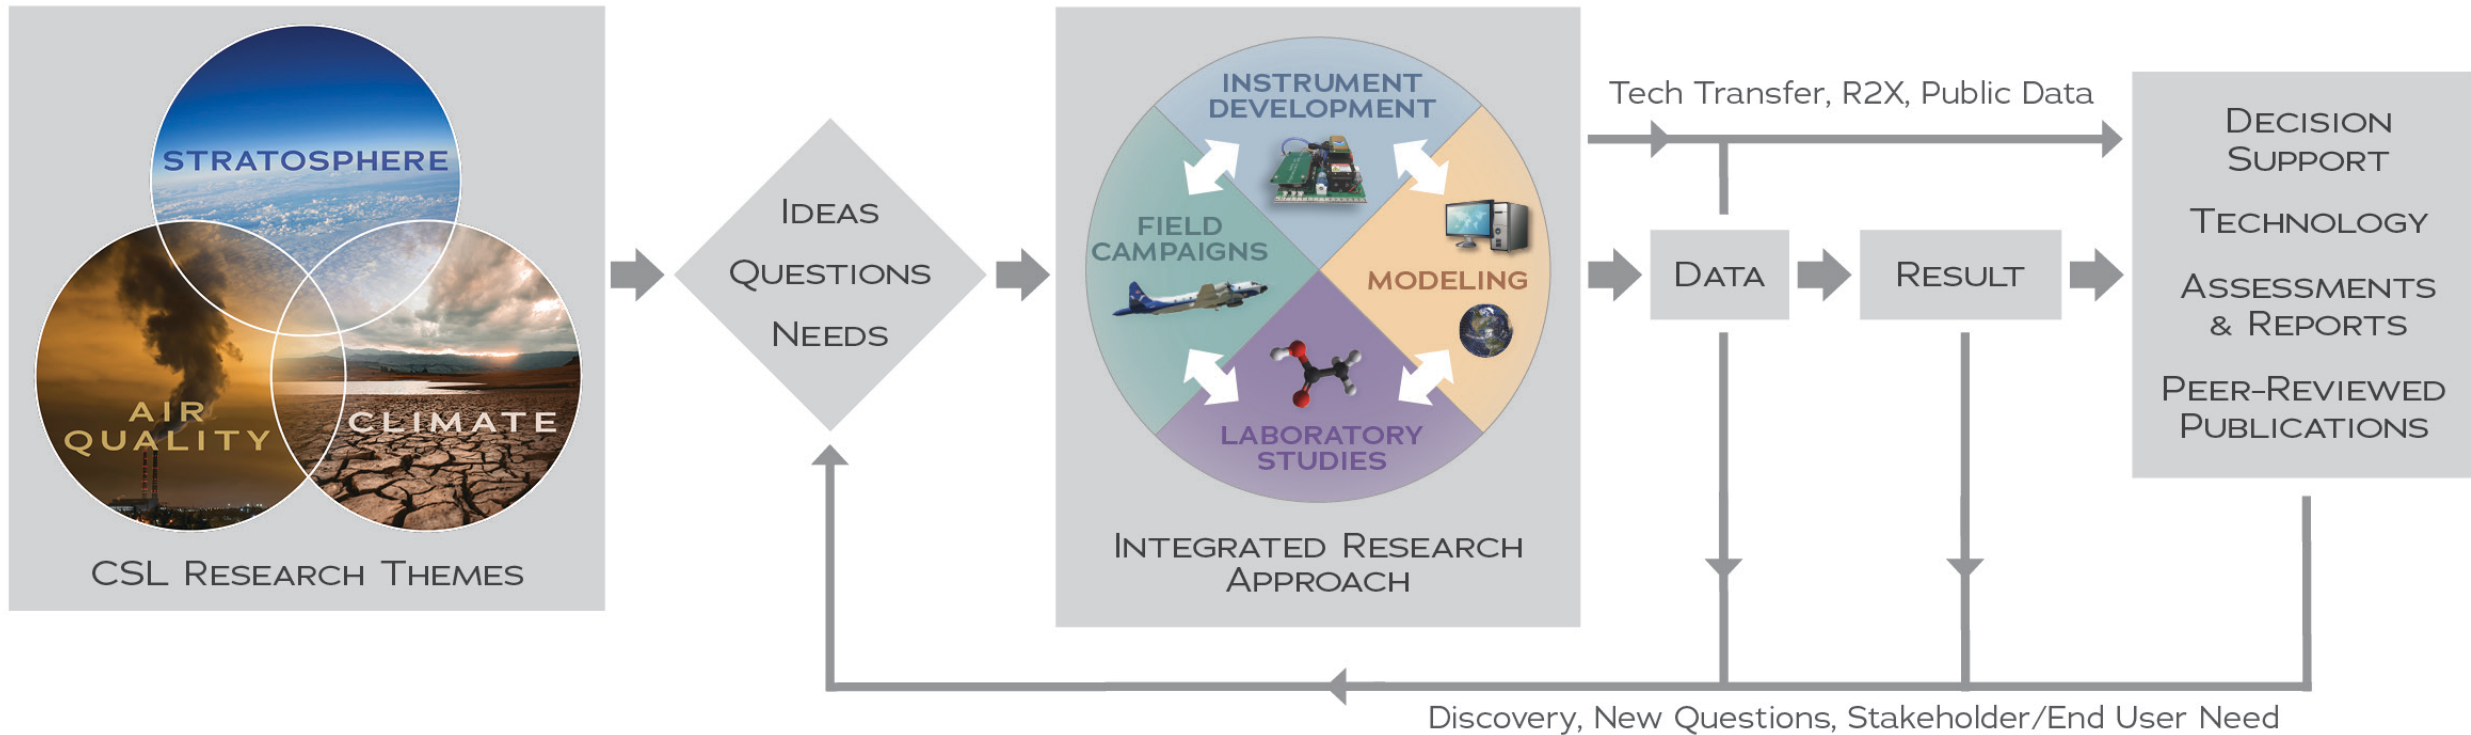 STRATOSPHERE
AIR
QUALITY
CLIMATE
CSL RESEARCH THEMES
IDEAS
QUESTIONS
NEEDS
INSTRUMENT
DEVELOPMENT
FIELD
CAMPAIGNS
MODELING
LABORATORY
STUDIES
INTEGRATED RESEARCH
APPROACH
Tech Transfer, R2X, Public Data
DATA
RESULT
DECISION
SUPPORT
TECHNOLOGY
ASSESSMENTS
& REPORTS
PEER-REVIEWED
PUBLICATIONS
Discovery, New Questions, Stakeholder/End User Need